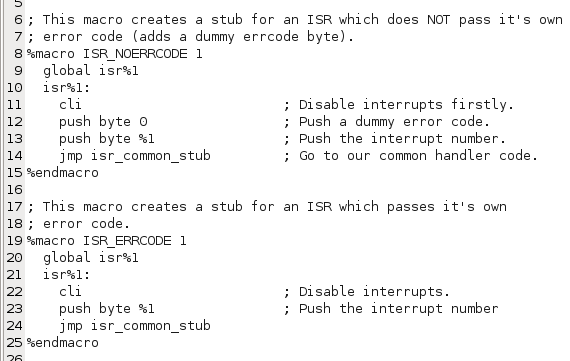 5
6 ; This macro creates a stub for an ISR which does NOT pass it's own
7 ; error code (adds a dummy errcode byte).
8 %macro ISR_NOERRCODE 1
9   global isr%1
10   isr%1:
11     cli                         ; Disable interrupts firstly.
12     push byte 0                 ; Push a dummy error code.
13     push byte %1                ; Push the interrupt number.
14     jmp isr_common_stub         ; Go to our common handler code.
15 %endmacro
16
17 ; This macro creates a stub for an ISR which passes it's own
18 ; error code.
19 %macro ISR_ERRCODE 1
20   global isr%1
21   isr%1:
22     cli                         ; Disable interrupts.
23     push byte %1                ; Push the interrupt number
24     jmp isr_common_stub
25 %endmacro
26